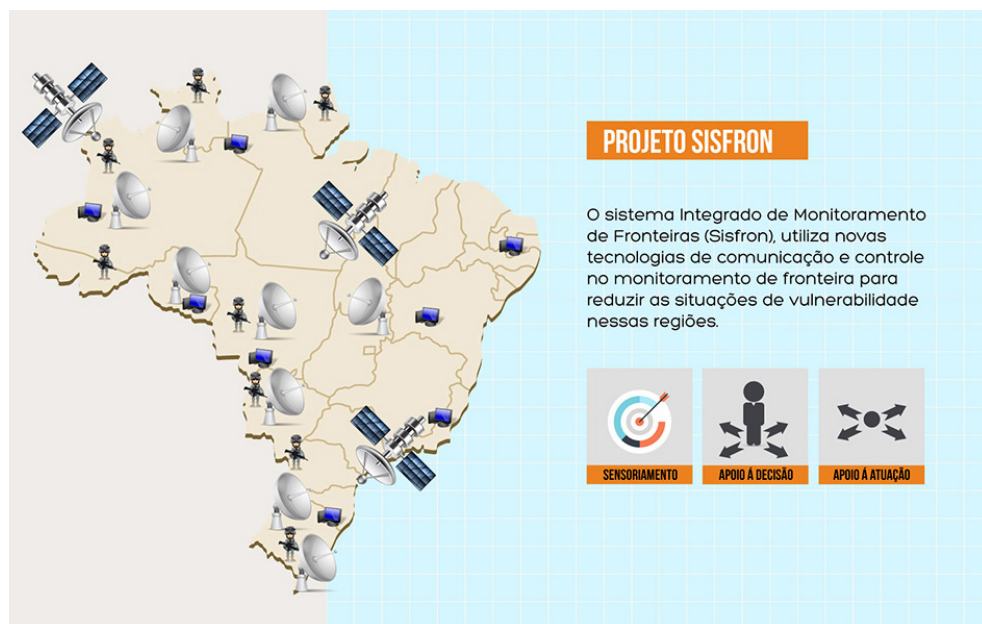 PROJETO SISFRON
O sistema Integrado de Monitoramento
de Fronteiras (Sisfron), utiliza novas
tecnologias de comunicação e controle
no monitoramento de fronteira para
reduzir as situações de vulnerabilidade
nessas regiões.
SENSORIAMENTO
APOIO Á DECISÃO
APOIO Á ATUAÇÃO